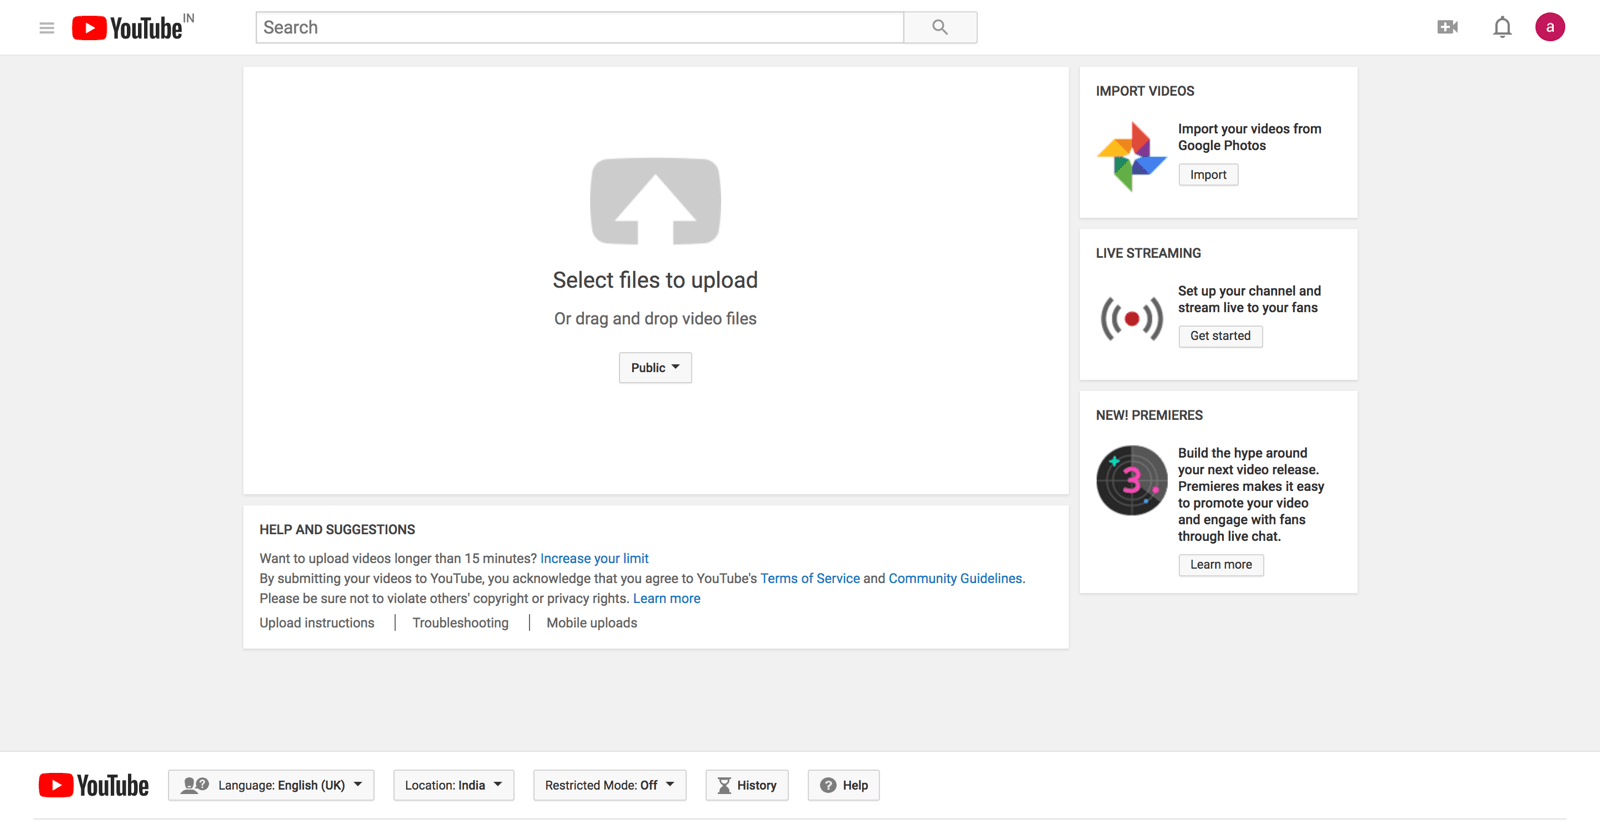 YouTube IN
Search
a
Select files to upload
Or drag and drop video files
Public
IMPORT VIDEOS
Import your videos from
Google Photos
Import
LIVE STREAMING
Set up your channel and
stream live to your fans
Get started
NEW! PREMIERES
3
Build the hype around
your next video release.
Premieres makes it easy
to promote your video
and engage with fans
through live chat.
Learn more
HELP AND SUGGESTIONS
Want to upload videos longer than 15 minutes? Increase your limit
By submitting your videos to YouTube, you acknowledge that you agree to YouTube's Terms of Service and Community Guidelines.
Please be sure not to violate others' copyright or privacy rights. Learn more
Upload instructions | Troubleshooting | Mobile uploads
YouTube Language: English (UK) Location: India Restricted Mode: Off History Help